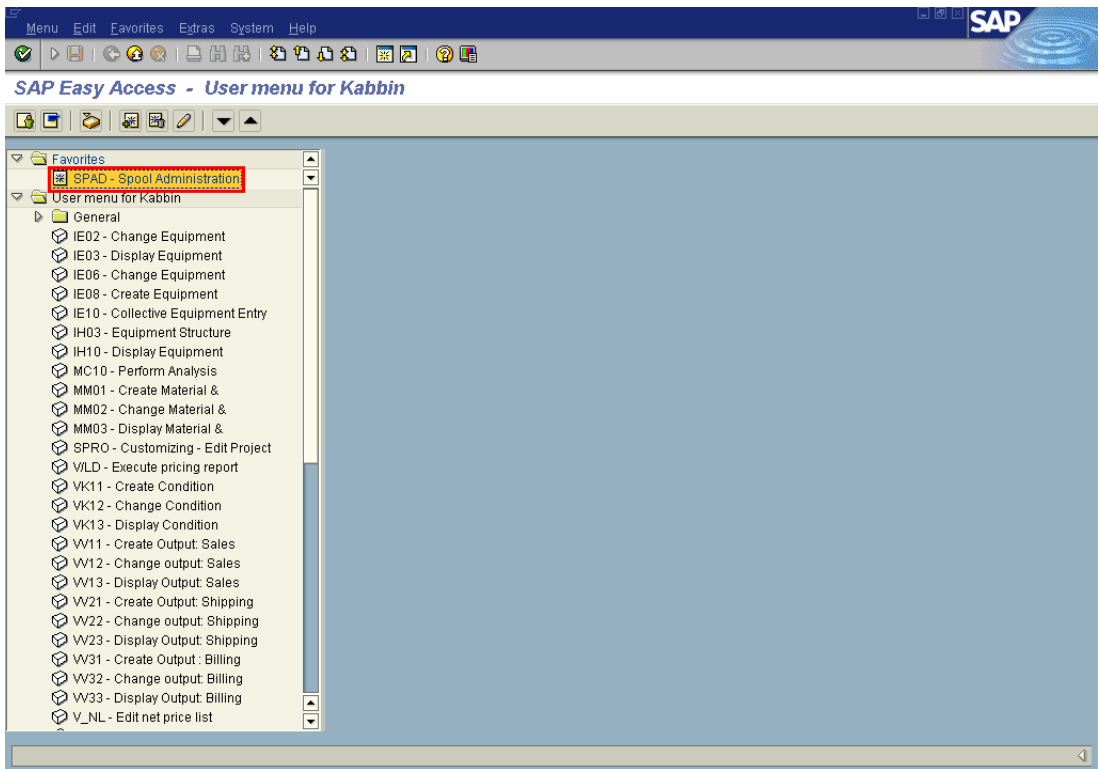 Menu Edit Favorites Extras System Help
SAP
SAP Easy Access - User menu for Kabbin
Favorites
SPAD - Spool Administration
User menu for Kabbin
General
IE02 - Change Equipment
IE03 - Display Equipment
IE06 - Change Equipment
IE08 - Create Equipment
IE10 - Collective Equipment Entry
IH03 - Equipment Structure
IH10 - Display Equipment
MC10 - Perform Analysis
MM01 - Create Material &
MM02 - Change Material &
MM03 - Display Material &
SPRO - Customizing - Edit Project
V/LD - Execute pricing report
VK11 - Create Condition
VK12 - Change Condition
VK13 - Display Condition
VV11 - Create Output: Sales
VV12 - Change output: Sales
VV13 - Display Output: Sales
VV21 - Create Output: Shipping
VV22 - Change output: Shipping
VV23 - Display Output: Shipping
VV31 - Create Output : Billing
VV32 - Change output: Billing
VV33 - Display Output: Billing
V_NL - Edit net price list